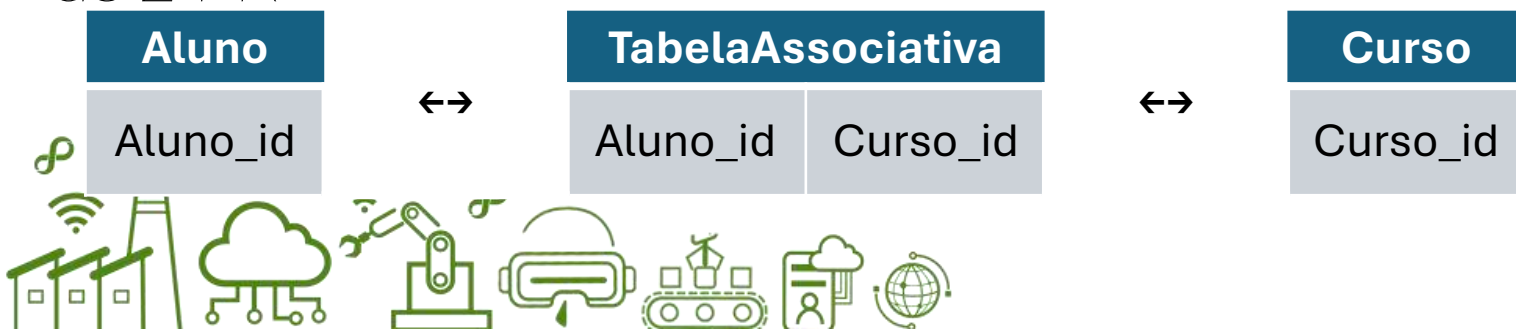 Aluno TabelaAssociativa Curso
←→ ←→
Aluno_id Aluno_id Curso_id Curso_id